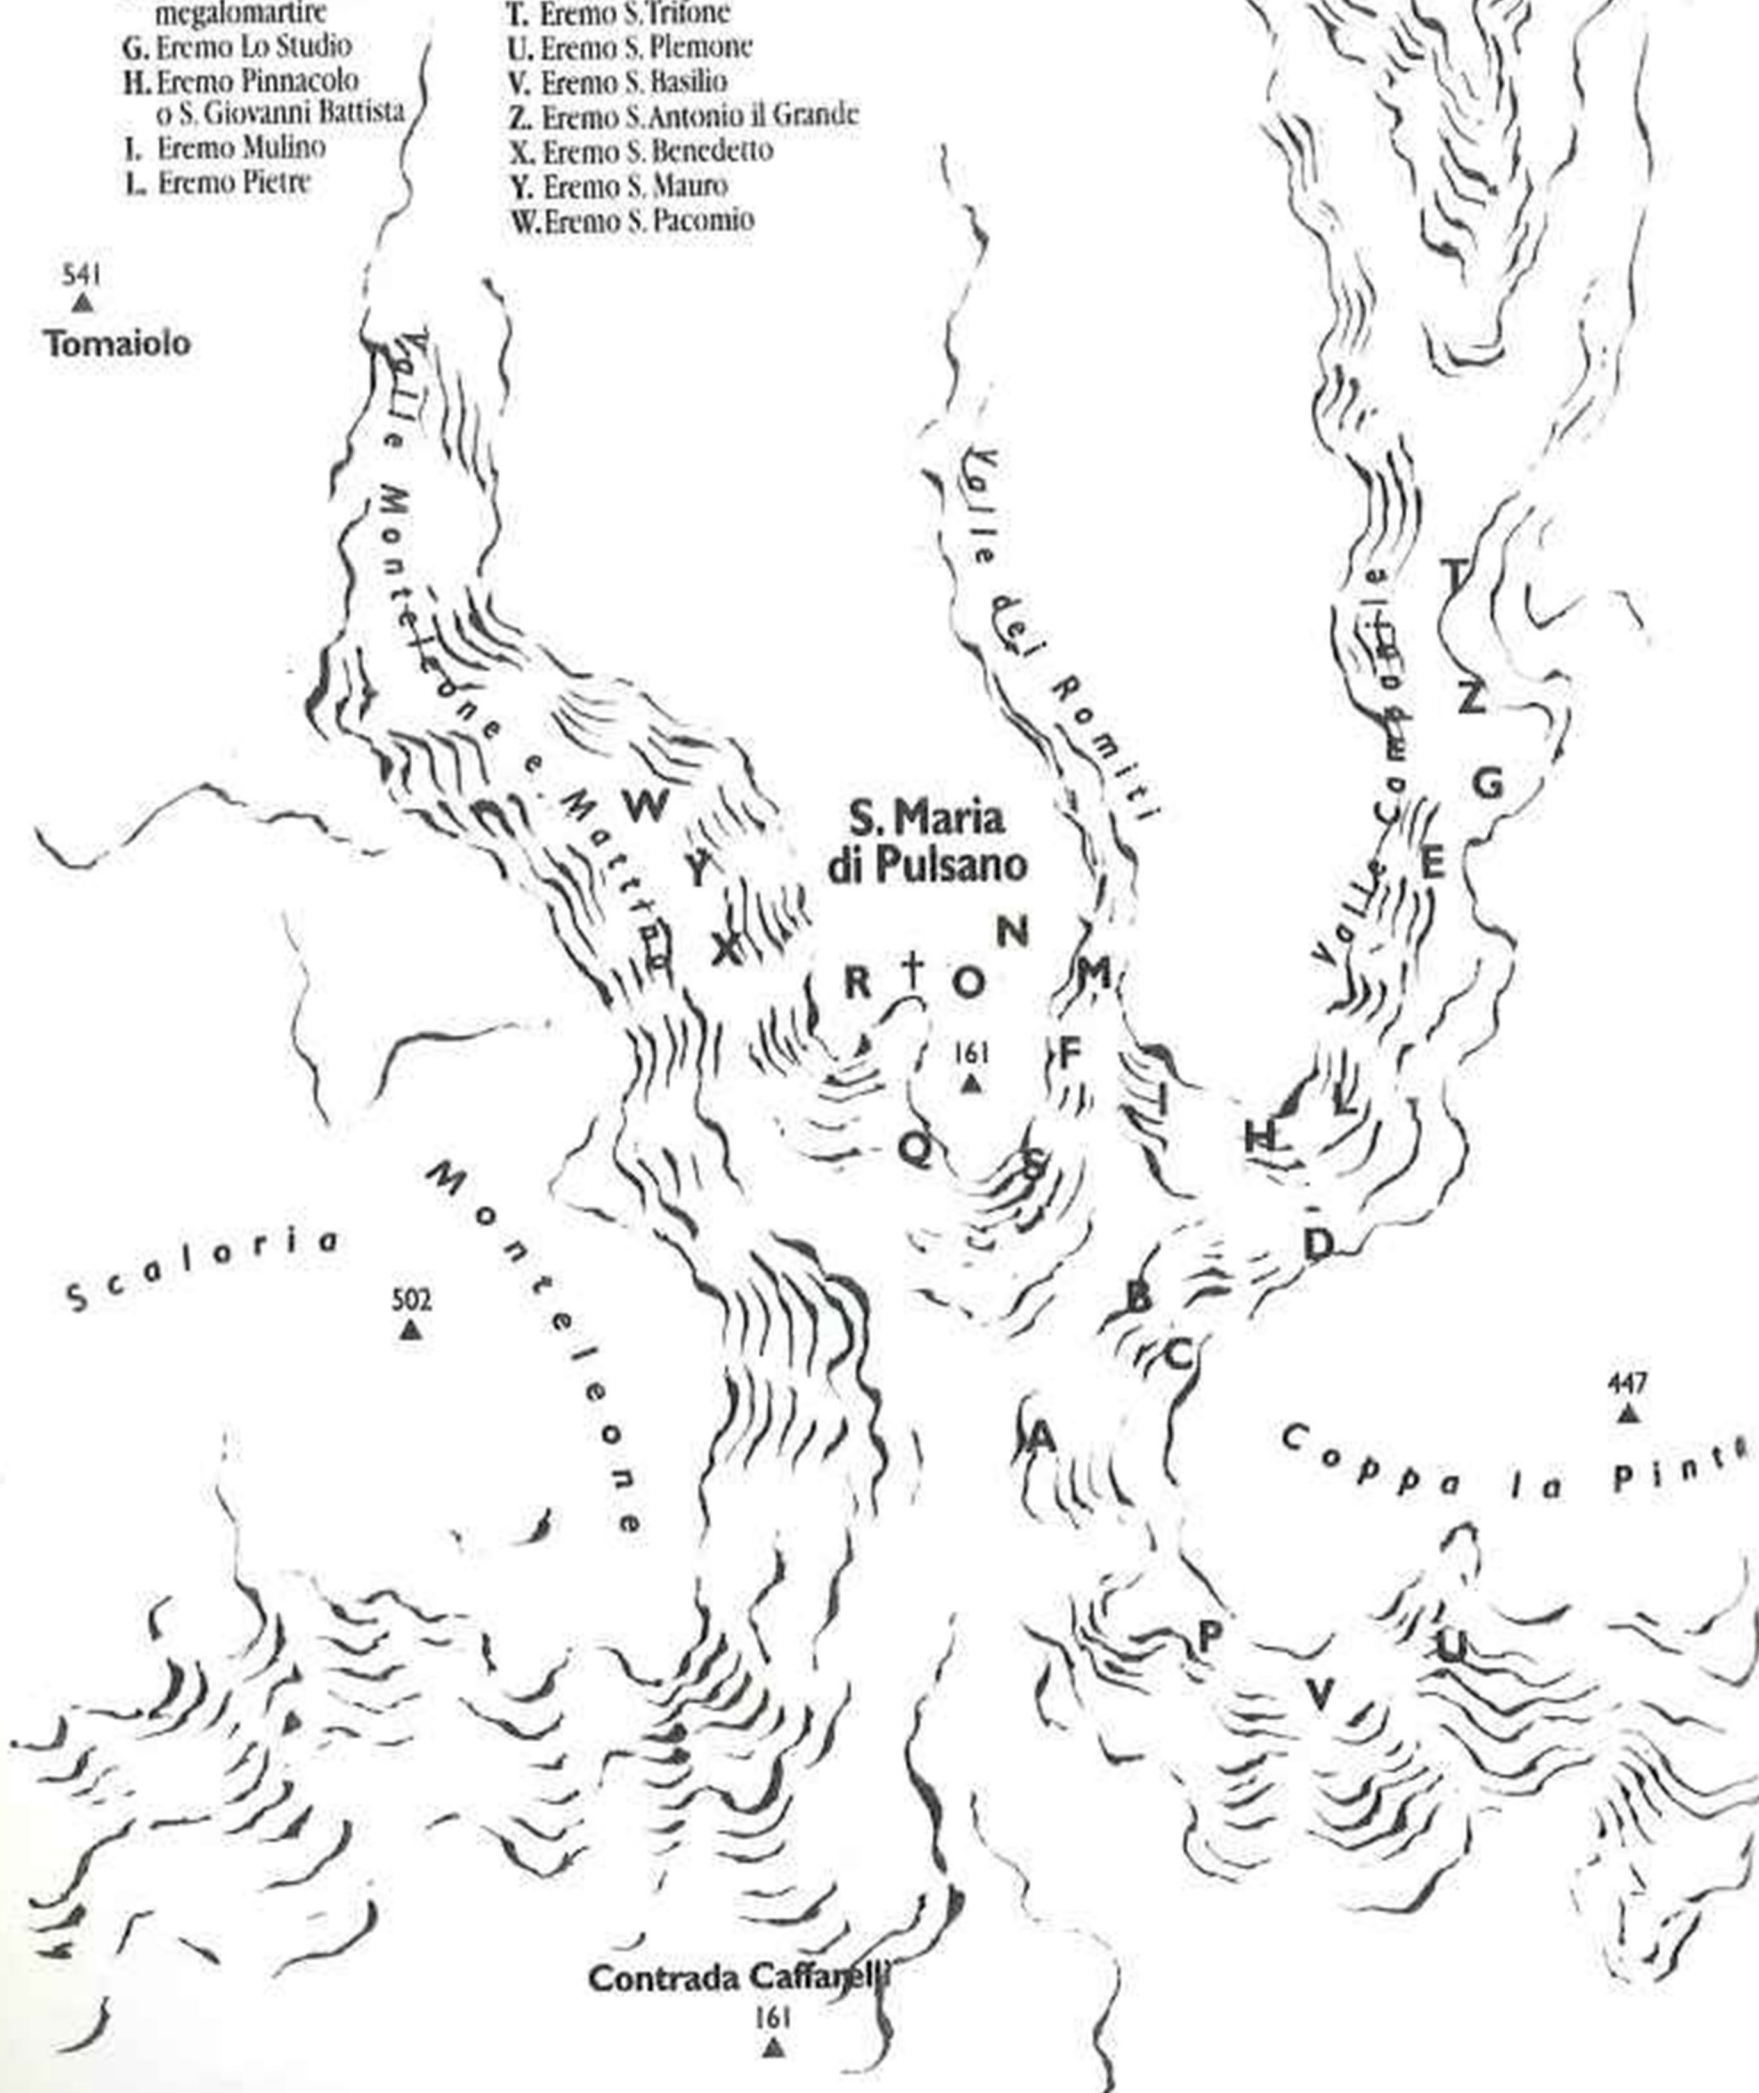 megalomartire
G. Eremo Lo Studio
H. Eremo Pinnacolo
o S. Giovanni Battista
I. Eremo Mulino
L. Eremo Pietre
T. Eremo S. Trifone
U. Eremo S. Plemone
V. Eremo S. Basilio
Z. Eremo S. Antonio il Grande
X. Eremo S. Benedetto
Y. Eremo S. Mauro
W. Eremo S. Pacomio
541
Tomaiolo
Valle Monteleone e Mattino
Valle dei Romiti
Valle Campanile
T
Z
G
E
W
Y
X
S. Maria
di Pulsano
N
R
O
M
161
F
I
L
H
Q
S
D
B
C
A
Scaloria
Monteleone
502
447
Coppa la Pinta
P
U
V
Contrada Caffarelli
161